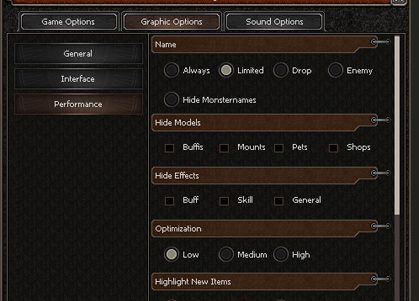 Game Options Graphic Options Sound Options
General
Interface
Performance
Name
Always Limited Drop Enemy
Hide Monsternames
Hide Models
Buffis Mounts Pets Shops
Hide Effects
Buff Skill General
Optimization
Low Medium High
Highlight New Items